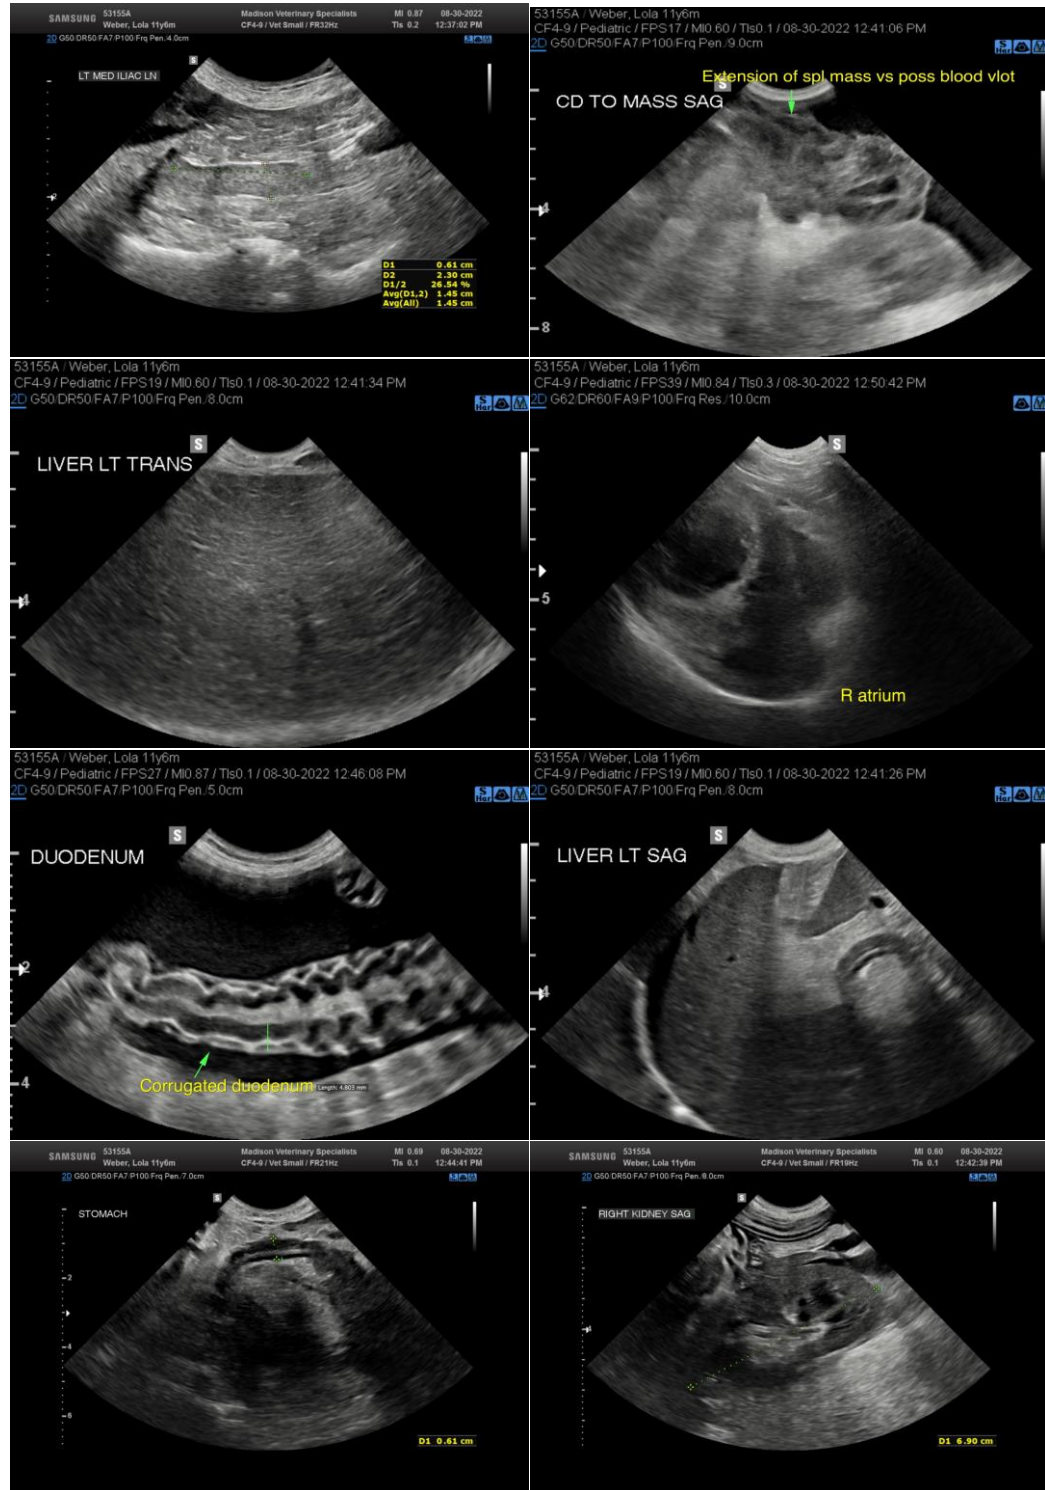 SAMSUNG 53155A Madison Veterinary Specialists MI 0.87 08-30-2022
Weber, Lola 11y6m CF4-9 / Vet Small / FR32Hz TIs 0.2 12:37:02 PM
2D G50/DR50/FA7/P100/Frq Pen./4.0cm
S
LT MED ILIAC LN
2
D1 0.61 cm
D2 2.30 cm
D1/2 26.54 %
Avg(D1,2) 1.45 cm
Avg(All) 1.45 cm
53155A / Weber, Lola 11y6m
CF4-9 / Pediatric / FPS17 / MI0.60 / TIs0.1 / 08-30-2022 12:41:06 PM
2D G50/DR50/FA7/P100/Frq Pen./9.0cm
S Har
Extension of spl mass vs poss blood vlot
S
CD TO MASS SAG
4
8
53155A / Weber, Lola 11y6m
CF4-9 / Pediatric / FPS19 / MI0.60 / TIs0.1 / 08-30-2022 12:41:34 PM
2D G50/DR50/FA7/P100/Frq Pen./8.0cm
S Har
S
LIVER LT TRANS
4
53155A / Weber, Lola 11y6m
CF4-9 / Pediatric / FPS39 / MI0.84 / TIs0.3 / 08-30-2022 12:50:42 PM
2D G62/DR60/FA9/P100/Frq Res./10.0cm
S
5
R atrium
53155A / Weber, Lola 11y6m
CF4-9 / Pediatric / FPS27 / MI0.87 / TIs0.1 / 08-30-2022 12:46:08 PM
2D G50/DR50/FA7/P100/Frq Pen./5.0cm
S Har
S
DUODENUM
2
4
Corrugated duodenum Length: 4.803 mm
53155A / Weber, Lola 11y6m
CF4-9 / Pediatric / FPS19 / MI0.60 / TIs0.1 / 08-30-2022 12:41:26 PM
2D G50/DR50/FA7/P100/Frq Pen./8.0cm
S Har
S
LIVER LT SAG
4
SAMSUNG 53155A Madison Veterinary Specialists MI 0.69 08-30-2022
Weber, Lola 11y6m CF4-9 / Vet Small / FR21Hz TIs 0.1 12:44:41 PM
2D G50/DR50/FA7/P100/Frq Pen./7.0cm
S
STOMACH
2
4
6
D1 0.61 cm
SAMSUNG 53155A Madison Veterinary Specialists MI 0.60 08-30-2022
Weber, Lola 11y6m CF4-9 / Vet Small / FR19Hz TIs 0.1 12:42:39 PM
2D G50/DR50/FA7/P100/Frq Pen./8.0cm
S
RIGHT KIDNEY SAG
4
D1 6.90 cm